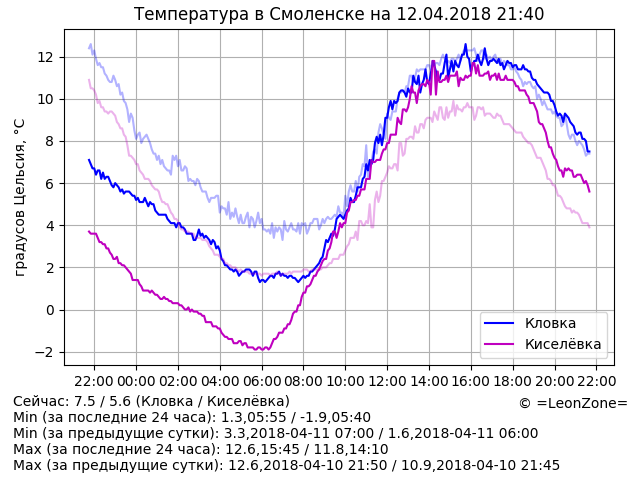 Температура в Смоленске на 12.04.2018 21:40
градусов Цельсия, °C
12
10
8
6
4
2
0
−2
22:00 00:00 02:00 04:00 06:00 08:00 10:00 12:00 14:00 16:00 18:00 20:00 22:00
Кловка
Киселёвка
Сейчас: 7.5 / 5.6 (Кловка / Киселёвка)
© =LeonZone=
Min (за последние 24 часа): 1.3,05:55 / -1.9,05:40
Min (за предыдущие сутки): 3.3,2018-04-11 07:00 / 1.6,2018-04-11 06:00
Max (за последние 24 часа): 12.6,15:45 / 11.8,14:10
Max (за предыдущие сутки): 12.6,2018-04-10 21:50 / 10.9,2018-04-10 21:45